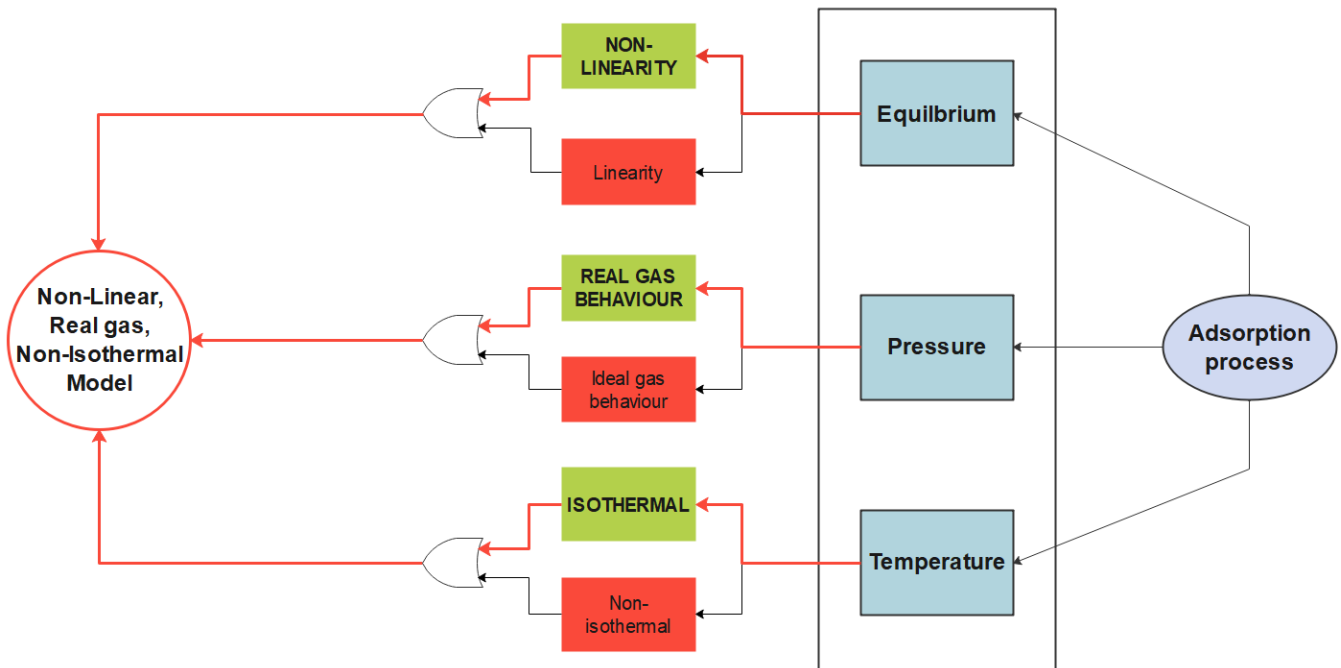 NON-
LINEARITY
Equilbrium
Linearity
REAL GAS
BEHAVIOUR
Non-Linear,
Real gas,
Non-Isothermal
Model
Pressure
Adsorption
process
Ideal gas
behaviour
ISOTHERMAL
Temperature
Non-
isothermal